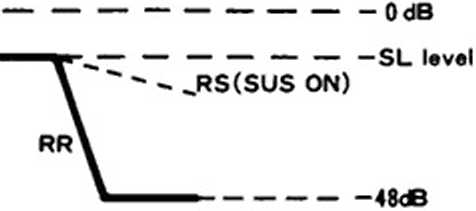 0 dB
SL level
RS(SUS ON)
RR
-48dB